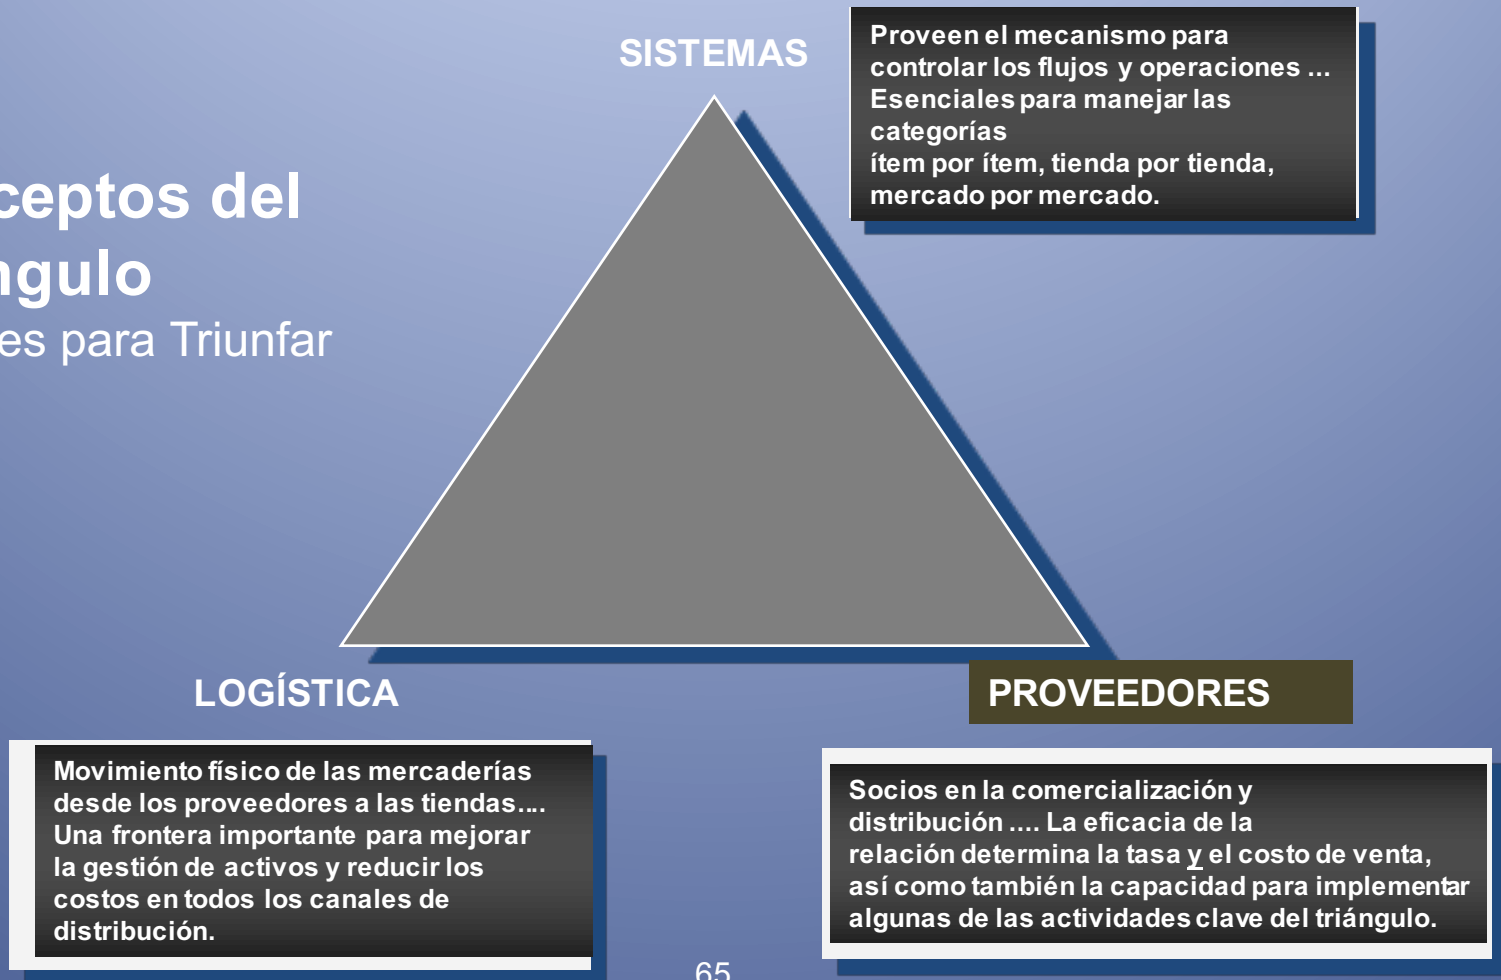 SISTEMAS
Proveen el mecanismo para
controlar los flujos y operaciones ...
Esenciales para manejar las
categorías
ítem por ítem, tienda por tienda,
mercado por mercado.
ceptos del
ngulo
es para Triunfar
LOGÍSTICA
PROVEEDORES
Movimiento físico de las mercaderías
desde los proveedores a las tiendas....
Una frontera importante para mejorar
la gestión de activos y reducir los
costos en todos los canales de
distribución.
Socios en la comercialización y
distribución .... La eficacia de la
relación determina la tasa y el costo de venta,
así como también la capacidad para implementar
algunas de las actividades clave del triángulo.
65